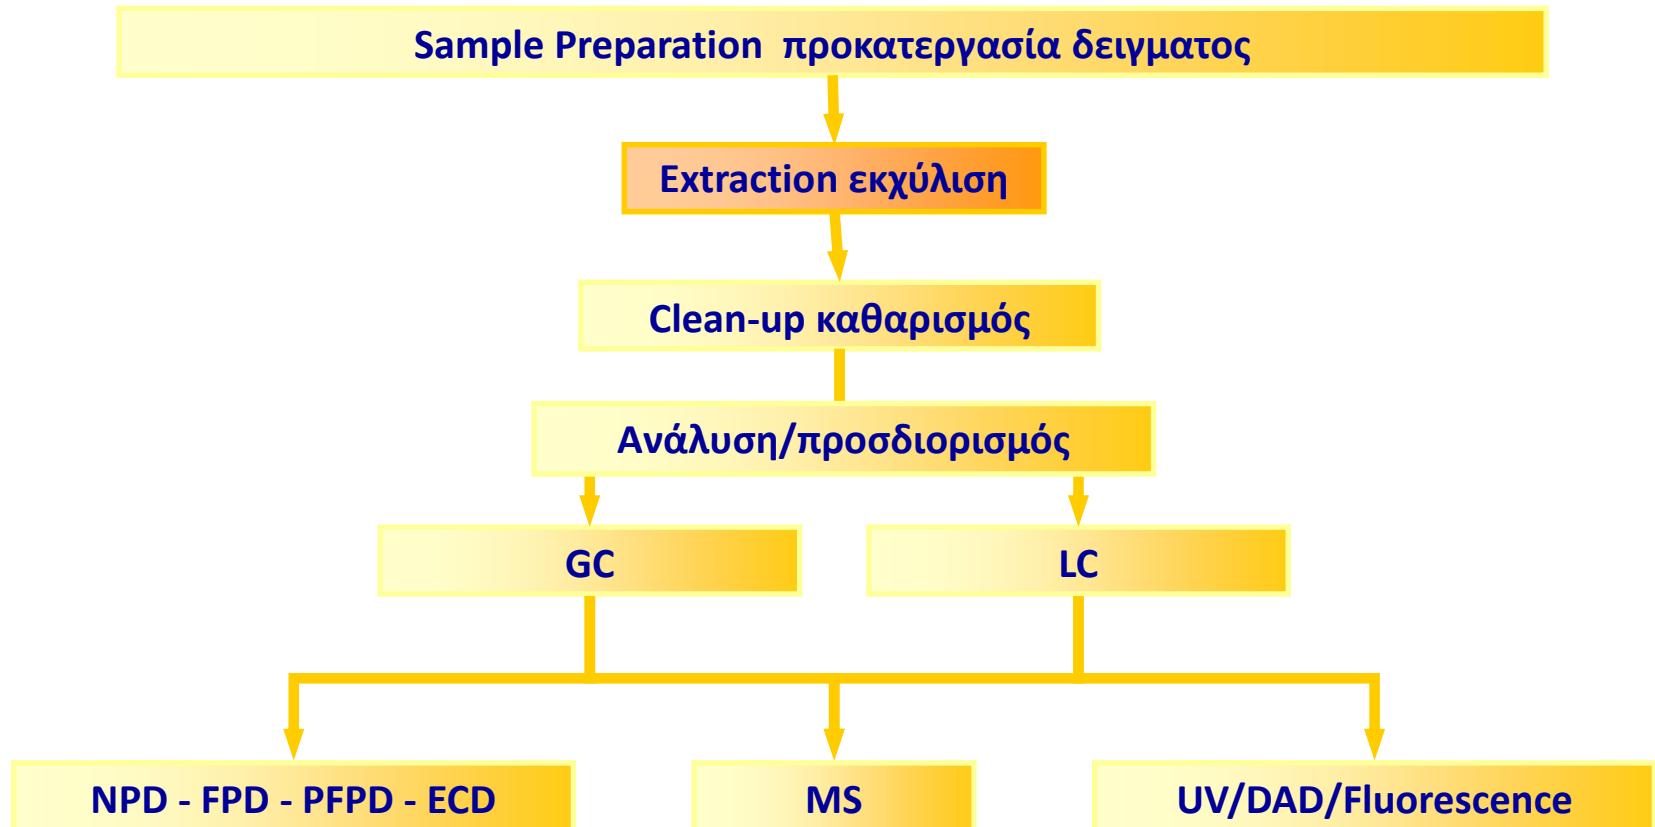 Sample Preparation προκατεργασία δειγματος
Extraction εκχύλιση
Clean-up καθαρισμός
Ανάλυση/προσδιορισμός
GC
LC
NPD - FPD - PFPD - ECD
MS
UV/DAD/Fluorescence